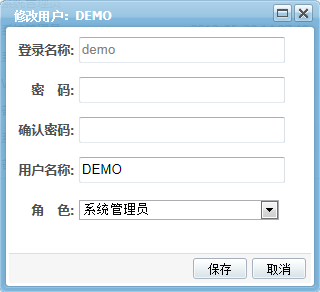 修改用户：DEMO
登录名称: demo
密 码:
确认密码:
用户名称: DEMO
角 色: 系统管理员
保存 取消